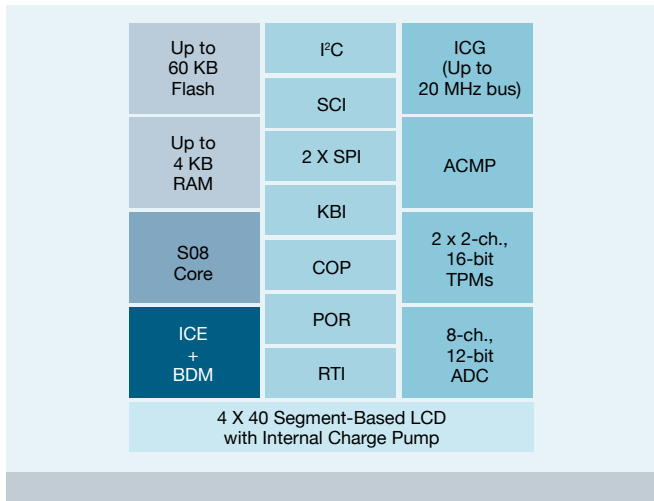 Up to
60 KB
Flash
Up to
4 KB
RAM
S08
Core
ICE
+
BDM
I²C
SCI
2 X SPI
KBI
COP
POR
RTI
ICG
(Up to
20 MHz bus)
ACMP
2 x 2-ch.,
16-bit
TPMs
8-ch.,
12-bit
ADC
4 X 40 Segment-Based LCD
with Internal Charge Pump